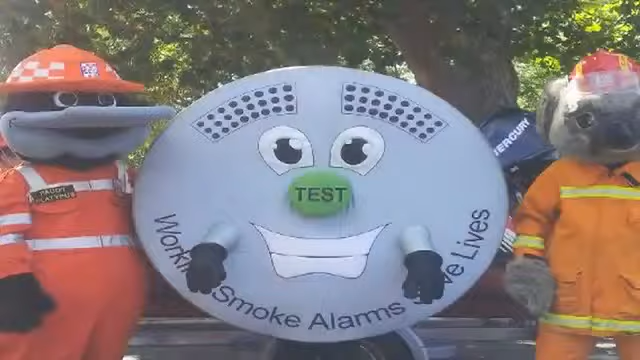 TEST
Working Smoke Alarms Save Lives
PADDY
PLATYPUS
MERCURY